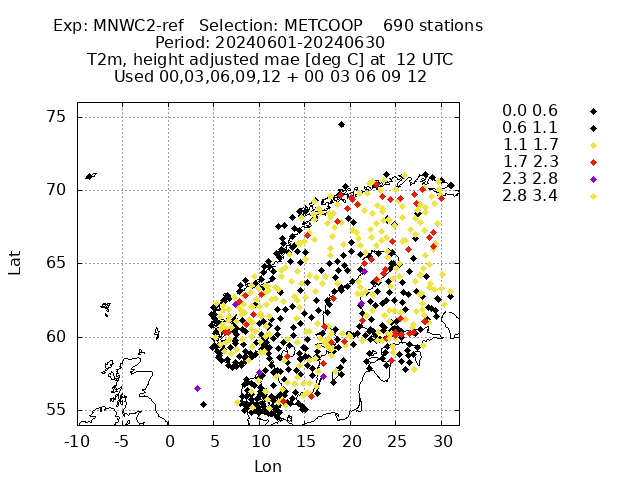 Exp: MNWC2-ref   Selection: METCOOP    690 stations
Period: 20240601-20240630
T2m, height adjusted mae [deg C] at  12 UTC
Used 00,03,06,09,12 + 00 03 06 09 12
0.0 0.6
0.6 1.1
1.1 1.7
1.7 2.3
2.3 2.8
2.8 3.4
75
70
65
60
55
Lat
-10 -5 0 5 10 15 20 25 30
Lon